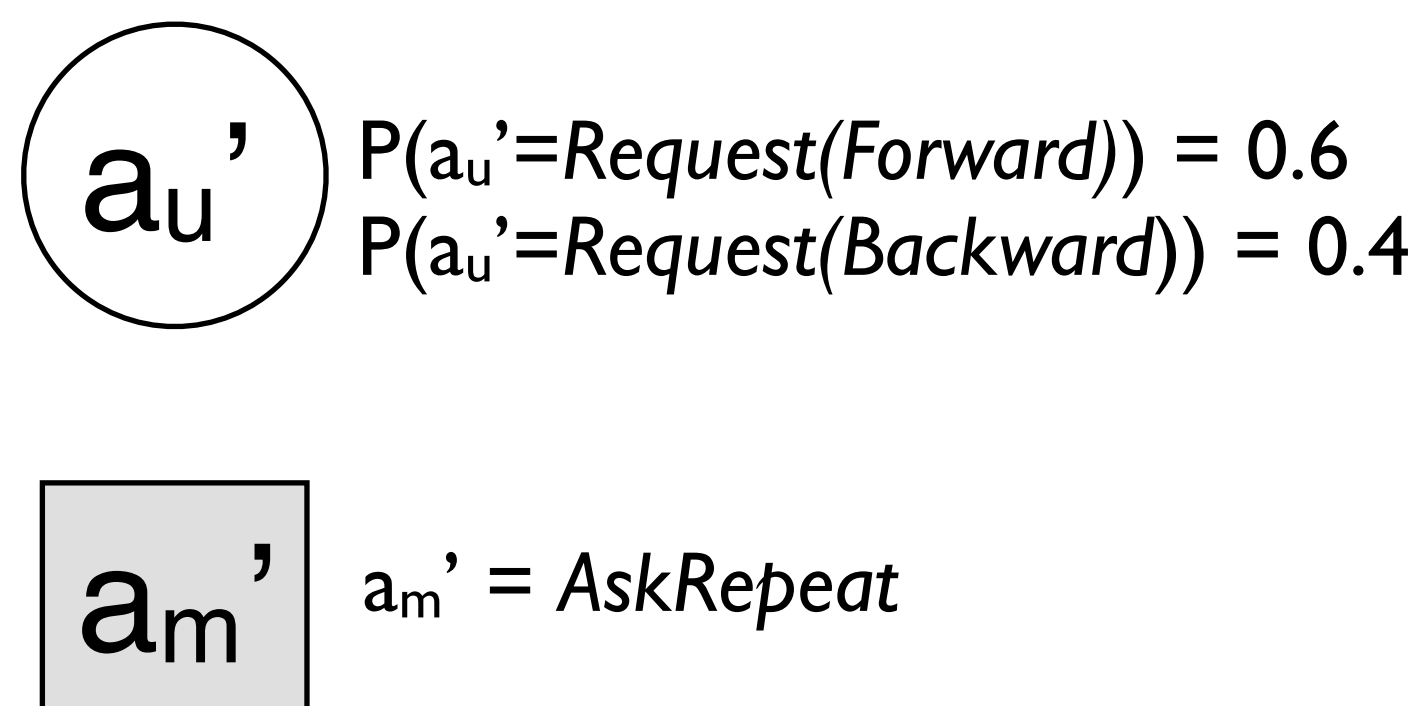 au’
P(au’=Request(Forward)) = 0.6
P(au’=Request(Backward)) = 0.4
am’
am’ = AskRepeat